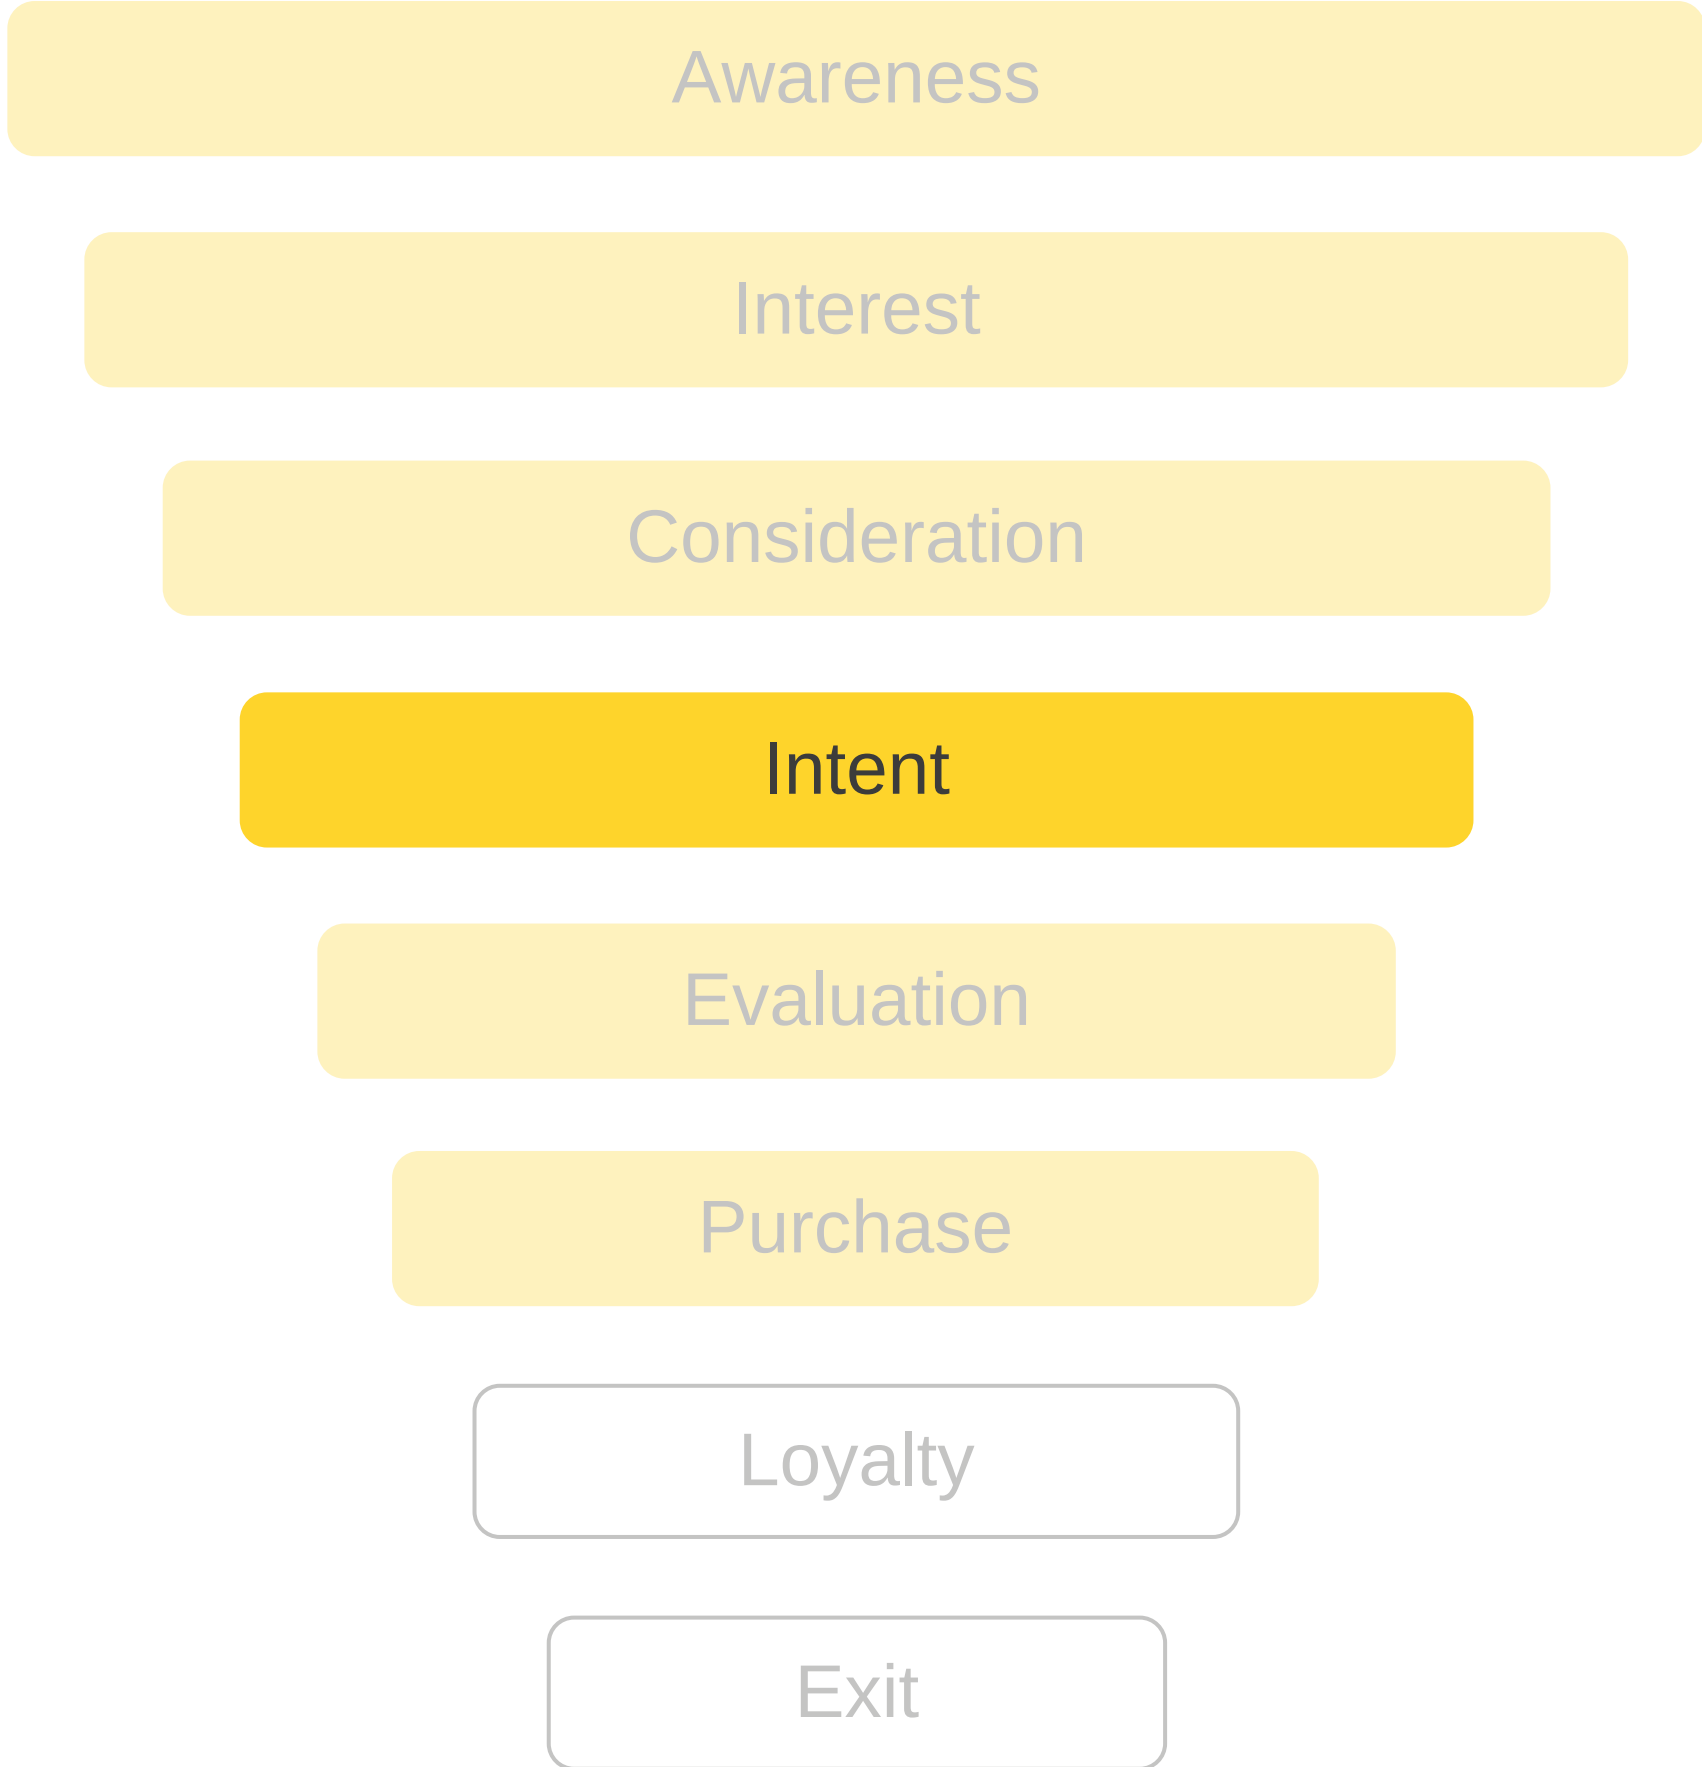 Awareness
Interest
Consideration
Intent
Evaluation
Purchase
Loyalty
Exit